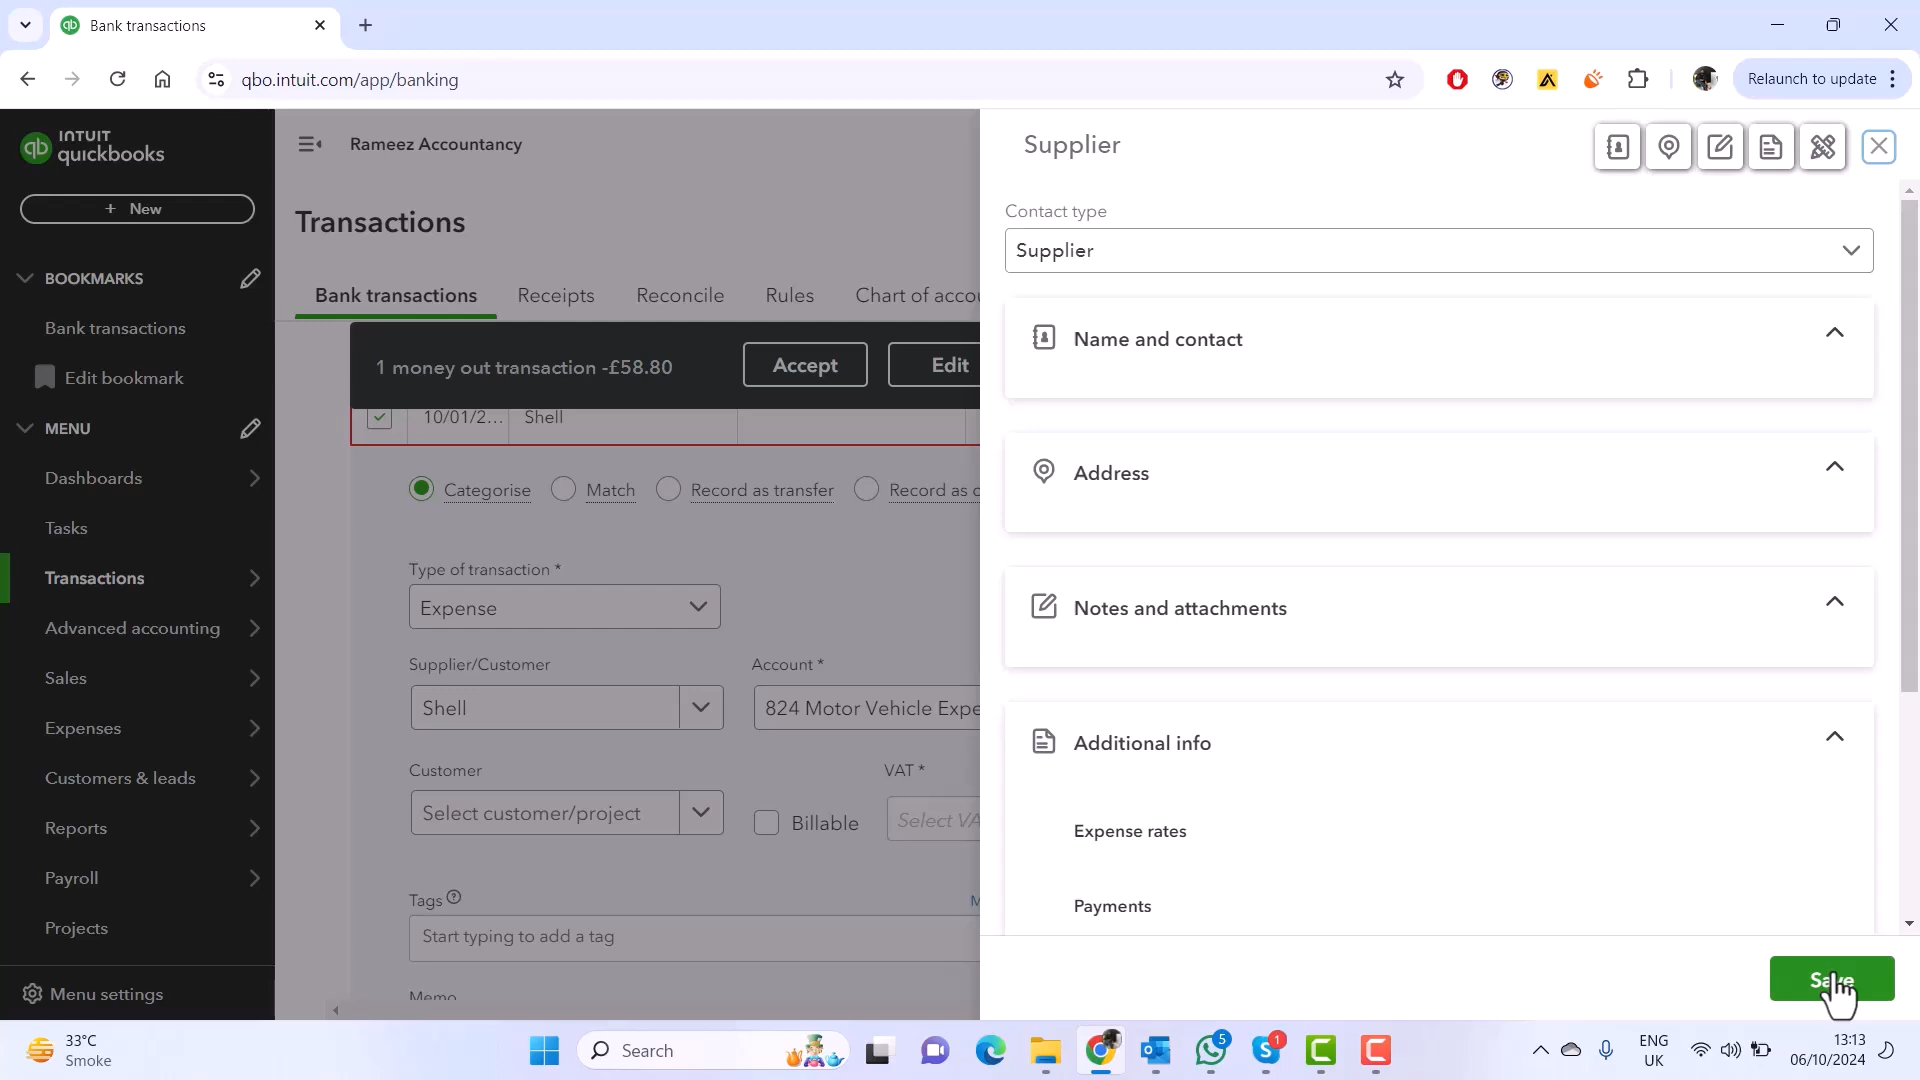 Bank transactions
qbo.intuit.com/app/banking
Relaunch to update
INTUIT
quickbooks
Rameez Accountancy
Supplier
+ New
Transactions
Contact type
Supplier
BOOKMARKS
Bank transactions
Receipts
Reconcile
Rules
Chart of accou
Bank transactions
Edit bookmark
1 money out transaction -£58.80
Accept
Edit
Name and contact
10/01/2...
Shell
MENU
Dashboards
Tasks
Transactions
Advanced accounting
Sales
Expenses
Customers & leads
Reports
Payroll
Projects
Menu settings
Categorise
Match
Record as transfer
Record as c
Type of transaction *
Expense
Supplier/Customer
Account *
Shell
824 Motor Vehicle Expe
Customer
VAT *
Select customer/project
Billable
Select VA
Tags
M
Start typing to add a tag
Memo
Address
Notes and attachments
Additional info
Expense rates
Payments
Save
33°C
Smoke
Search
5
1
ENG
UK
13:13
06/10/2024